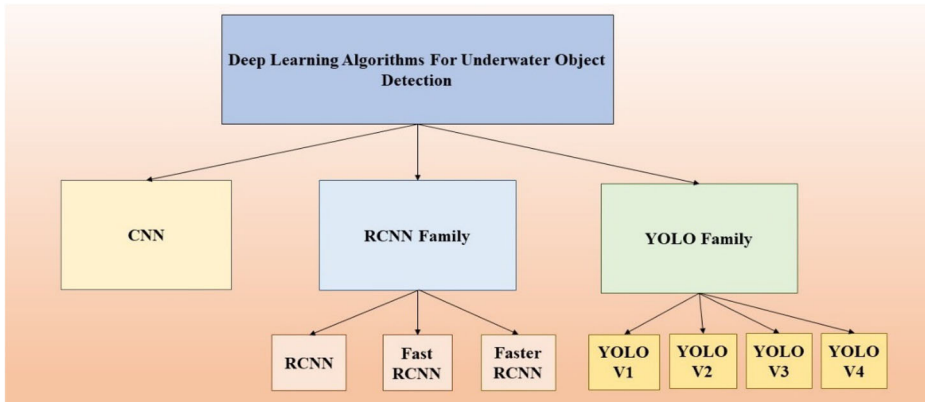 Deep Learning Algorithms For Underwater Object
Detection
CNN
RCNN Family
YOLO Family
RCNN
Fast
RCNN
Faster
RCNN
YOLO
V1
YOLO
V2
YOLO
V3
YOLO
V4